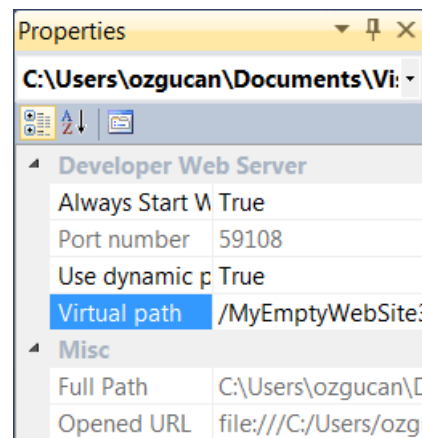 Properties
C:\Users\ozgucan\Documents\Vis
Developer Web Server
Always Start W True
Port number 59108
Use dynamic p True
Virtual path /MyEmptyWebSite3
Misc
Full Path C:\Users\ozgucan\D
Opened URL file:///C:/Users/ozg